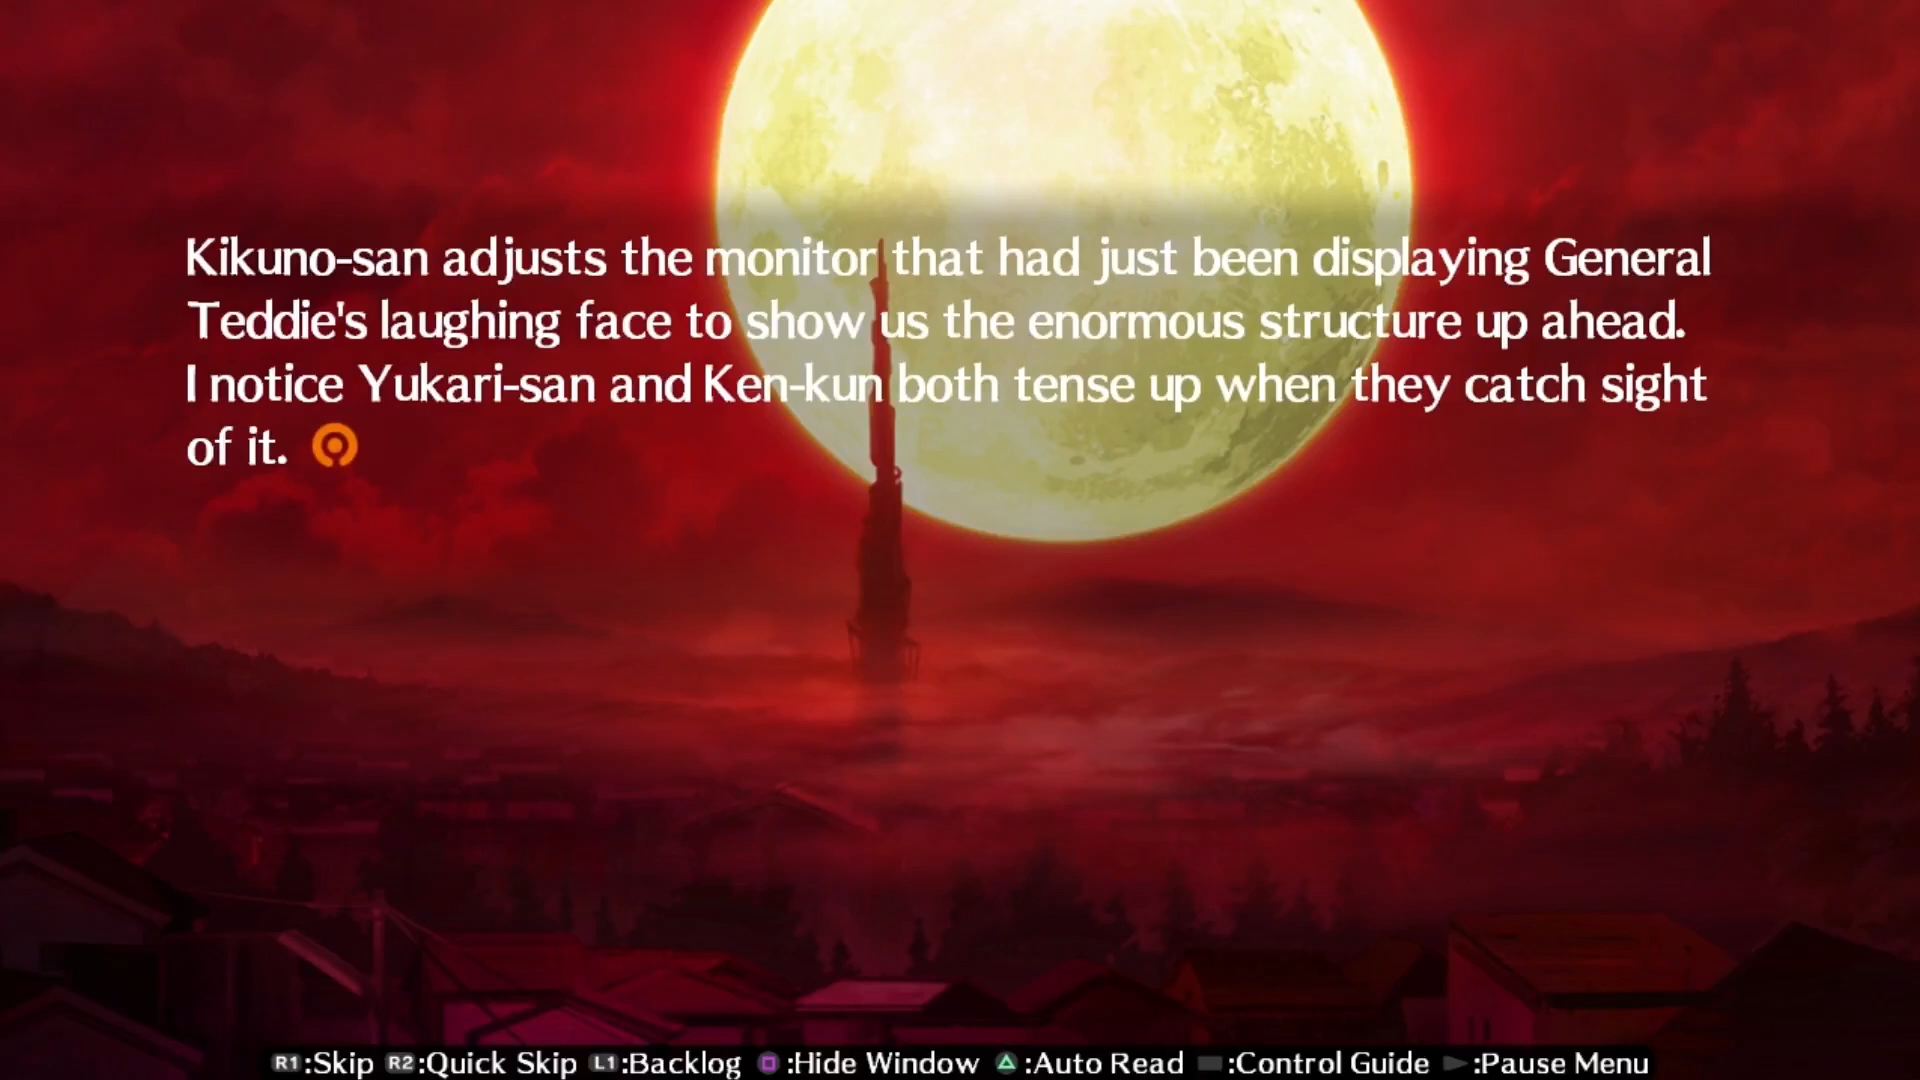 Kikuno-san adjusts the monitor that had just been displaying General
Teddie's laughing face to show us the enormous structure up ahead.
I notice Yukari-san and Ken-kun both tense up when they catch sight
of it.
R1:Skip R2:Quick Skip L1:Backlog :Hide Window :Auto Read :Control Guide :Pause Menu